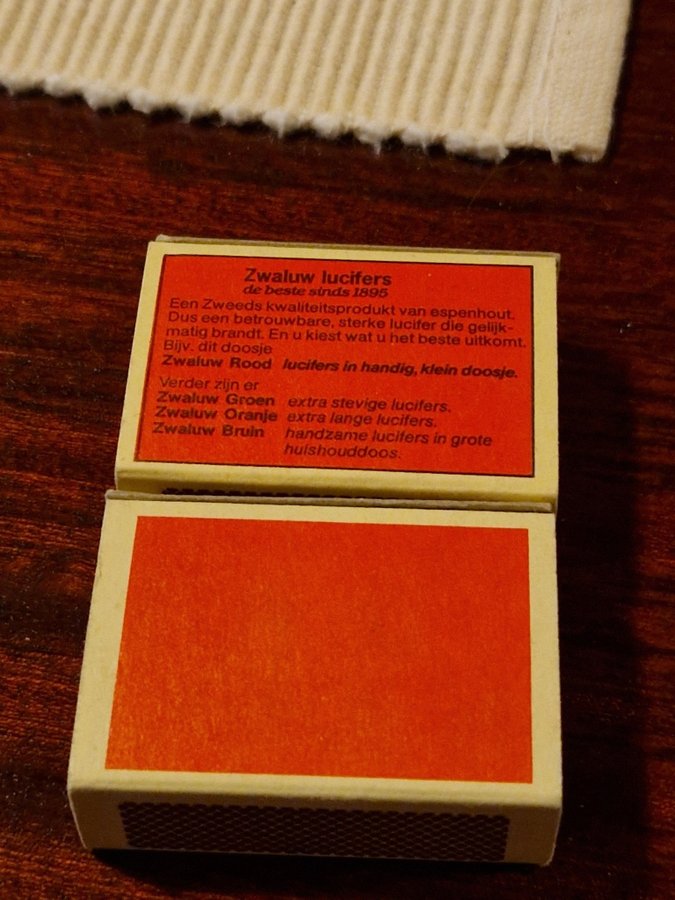 Zwaluw lucifers
de beste sinds 1895
Een Zweeds kwaliteitsprodukt van espenhout.
Dus een betrouwbare, sterke lucifer die gelijk-
matig brandt. En u kiest wat u het beste uitkomt.
Bijv. dit doosje
Zwaluw Rood lucifers in handig, klein doosje.
Verder zijn er
Zwaluw Groen extra stevige lucifers.
Zwaluw Oranje extra lange lucifers.
Zwaluw Bruin handzame lucifers in grote
huishouddoos.